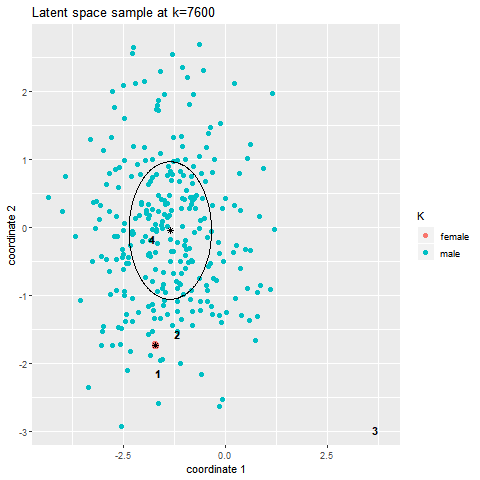 Latent space sample at k=7600
coordinate 2
2
1
0
-1
-2
-3
4
2
1
3
-2.5
0.0
2.5
coordinate 1
K
female
male